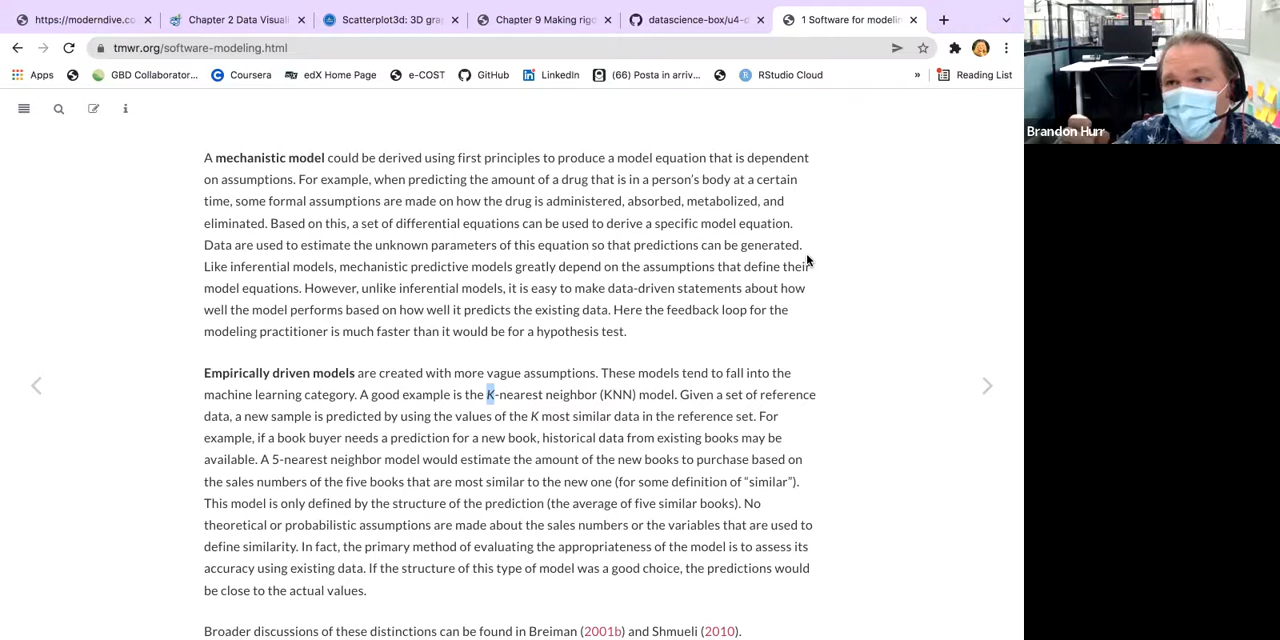 https://moderndive.co
Chapter 2 Data Visuali
Scatterplot3d: 3D gra
Chapter 9 Making rigo
datascience-box/u4-d
1 Software for modelin
tmwr.org/software-modeling.html
Apps
GBD Collaborator...
Coursera
edX Home Page
e-COST
GitHub
LinkedIn
(66) Posta in arriv...
RStudio Cloud
»
Reading List
Brandon Hurr
A mechanistic model could be derived using first principles to produce a model equation that is dependent
on assumptions. For example, when predicting the amount of a drug that is in a person's body at a certain
time, some formal assumptions are made on how the drug is administered, absorbed, metabolized, and
eliminated. Based on this, a set of differential equations can be used to derive a specific model equation.
Data are used to estimate the unknown parameters of this equation so that predictions can be generated.
Like inferential models, mechanistic predictive models greatly depend on the assumptions that define their
model equations. However, unlike inferential models, it is easy to make data-driven statements about how
well the model performs based on how well it predicts the existing data. Here the feedback loop for the
modeling practitioner is much faster than it would be for a hypothesis test.
Empirically driven models are created with more vague assumptions. These models tend to fall into the
machine learning category. A good example is the K-nearest neighbor (KNN) model. Given a set of reference
data, a new sample is predicted by using the values of the K most similar data in the reference set. For
example, if a book buyer needs a prediction for a new book, historical data from existing books may be
available. A 5-nearest neighbor model would estimate the amount of the new books to purchase based on
the sales numbers of the five books that are most similar to the new one (for some definition of “similar”).
This model is only defined by the structure of the prediction (the average of five similar books). No
theoretical or probabilistic assumptions are made about the sales numbers or the variables that are used to
define similarity. In fact, the primary method of evaluating the appropriateness of the model is to assess its
accuracy using existing data. If the structure of this type of model was a good choice, the predictions would
be close to the actual values.
Broader discussions of these distinctions can be found in Breiman (2001b) and Shmueli (2010).